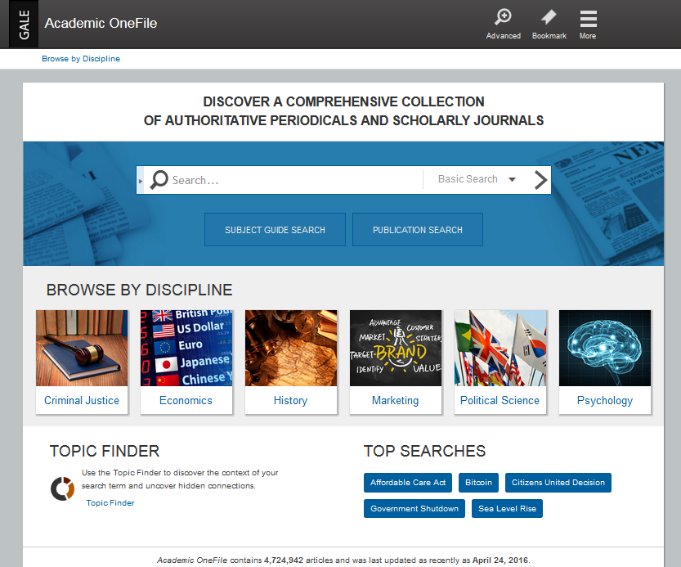 GALE
Academic OneFile
Advanced
Bookmark
More
Browse by Discipline
DISCOVER A COMPREHENSIVE COLLECTION
OF AUTHORITATIVE PERIODICALS AND SCHOLARLY JOURNALS
NEW
Search...
Basic Search
SUBJECT GUIDE SEARCH
PUBLICATION SEARCH
BROWSE BY DISCIPLINE
British Pou
US Dollar
Euro
Japanese
Chinese Y
ADVANTAGE
CUSTOMER
MARKET
STRATEGY
TARGET
BRAND
IDENTITY
VALUE
Criminal Justice
Economics
History
Marketing
Political Science
Psychology
TOPIC FINDER
Use the Topic Finder to discover the context of your
search term and uncover hidden connections.
Topic Finder
TOP SEARCHES
Affordable Care Act
Bitcoin
Citizens United Decision
Government Shutdown
Sea Level Rise
Academic OneFile contains 4,724,942 articles and was last updated as recently as April 24, 2016.